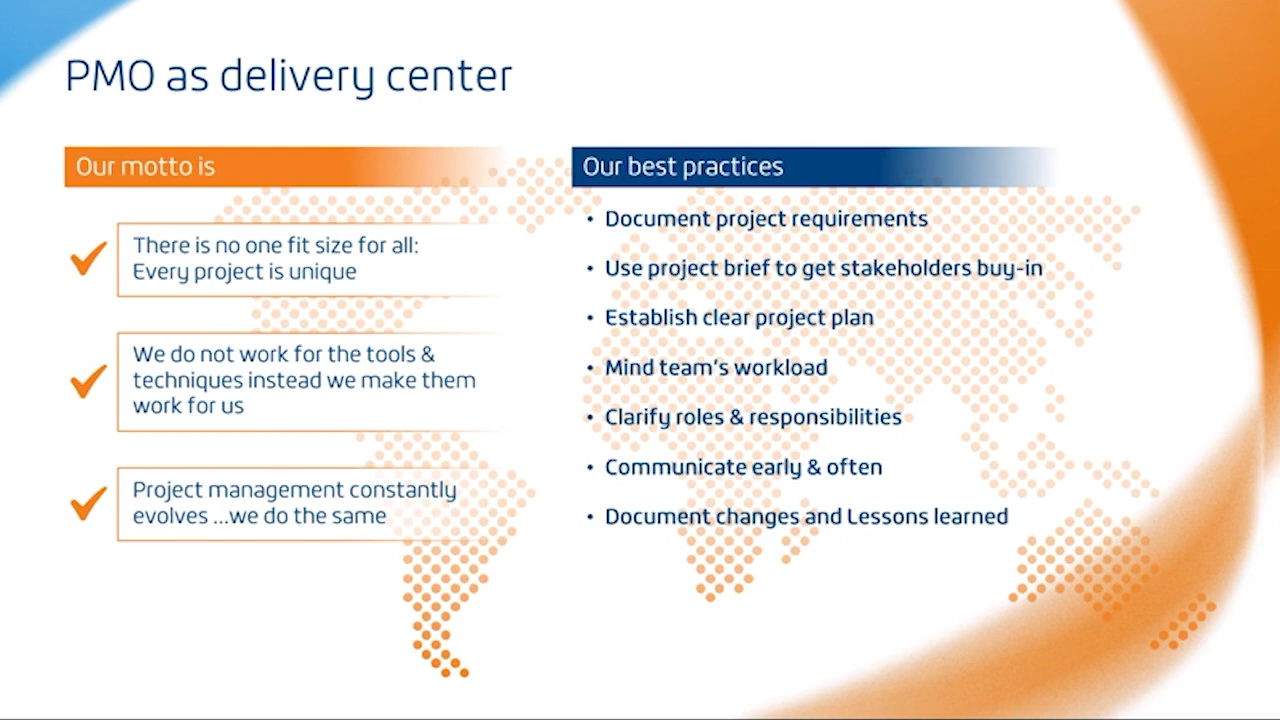 PMO as delivery center
Our motto is
There is no one fit size for all:
Every project is unique
We do not work for the tools &
techniques instead we make them
work for us
Project management constantly
evolves ...we do the same
Our best practices
• Document project requirements
• Use project brief to get stakeholders buy-in
• Establish clear project plan
• Mind team's workload
• Clarify roles & responsibilities
• Communicate early & often
• Document changes and Lessons learned